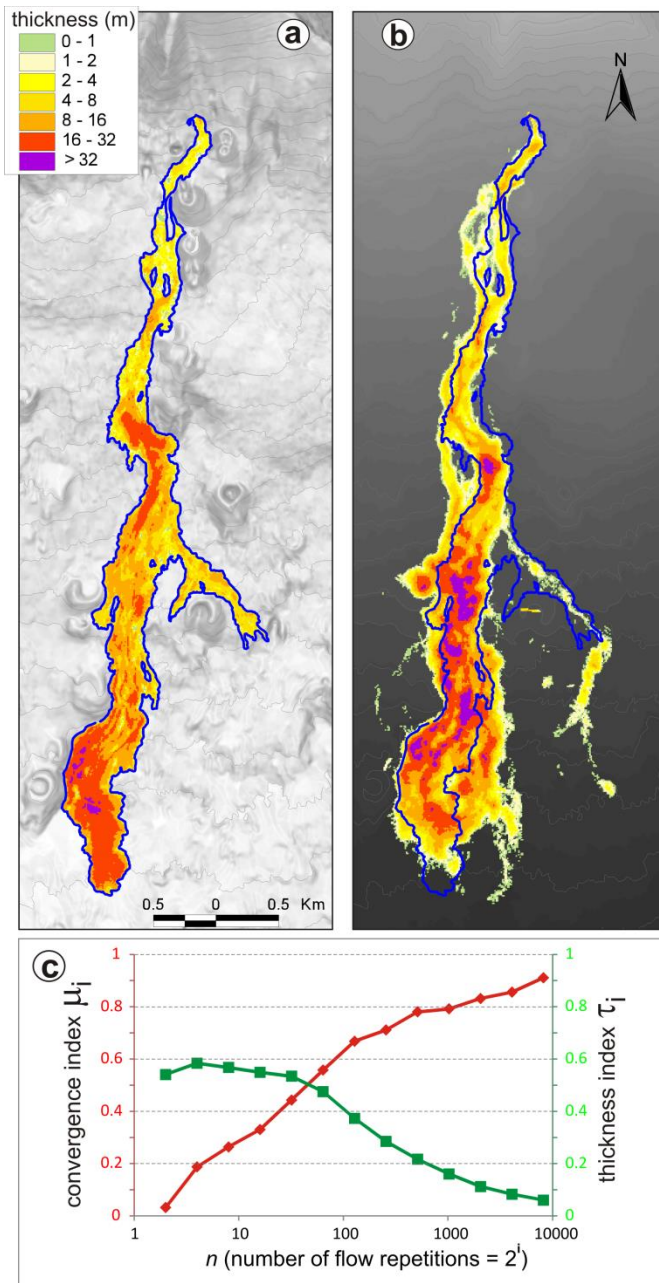 thickness (m)
0 - 1
1 - 2
2 - 4
4 - 8
8 - 16
16 - 32
> 32
a
b
N
0.5 0 0.5 Km
c
convergence index μi
1
0.8
0.6
0.4
0.2
0
1
0.8
0.6
0.4
0.2
0
thickness index τi
1 10 100 1000 10000
n (number of flow repetitions = 2^i)